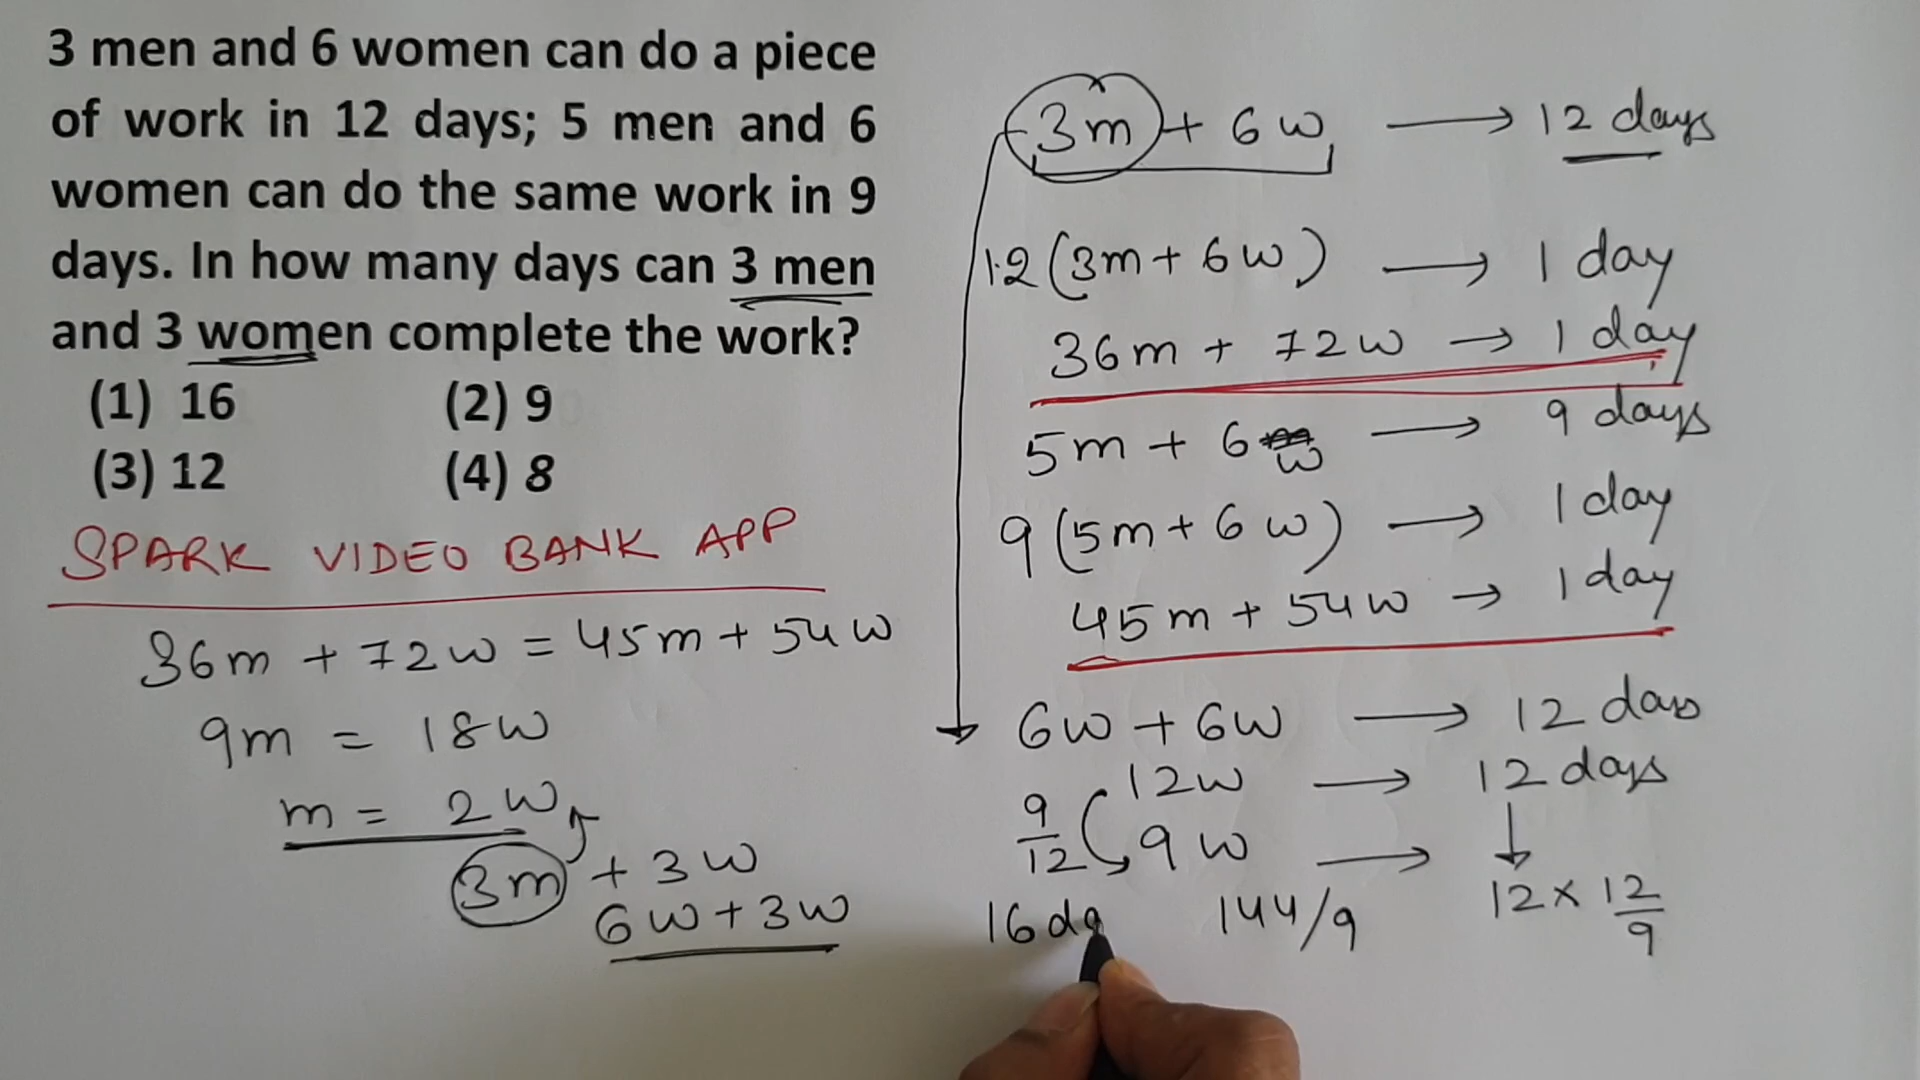 3 men and 6 women can do a piece
of work in 12 days; 5 men and 6
women can do the same work in 9
days. In how many days can 3 men
and 3 women complete the work?
(1) 16 (2) 9
(3) 12 (4) 8
SPARK VIDEO BANK APP
36m + 72w = 45m + 54w
9m = 18w
m = 2w
3m + 3w
6w + 3w
3m + 6w → 12 days
12(3m + 6w) → 1 day
36m + 72w → 1 day
5m + 6w → 9 days
9(5m + 6w) → 1 day
45m + 54w → 1 day
6w + 6w → 12 days
12w → 12 days
9/12 9w → 12 × 12/9
16 da 144/9